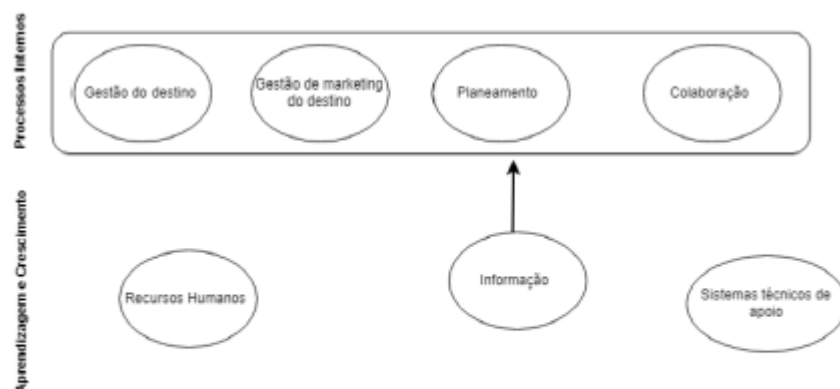 Processos Internos
Gestão do destino
Gestão de marketing
do destino
Planeamento
Colaboração
Aprendizagem e Crescimento
Recursos Humanos
Informação
Sistemas técnicos de
apoio